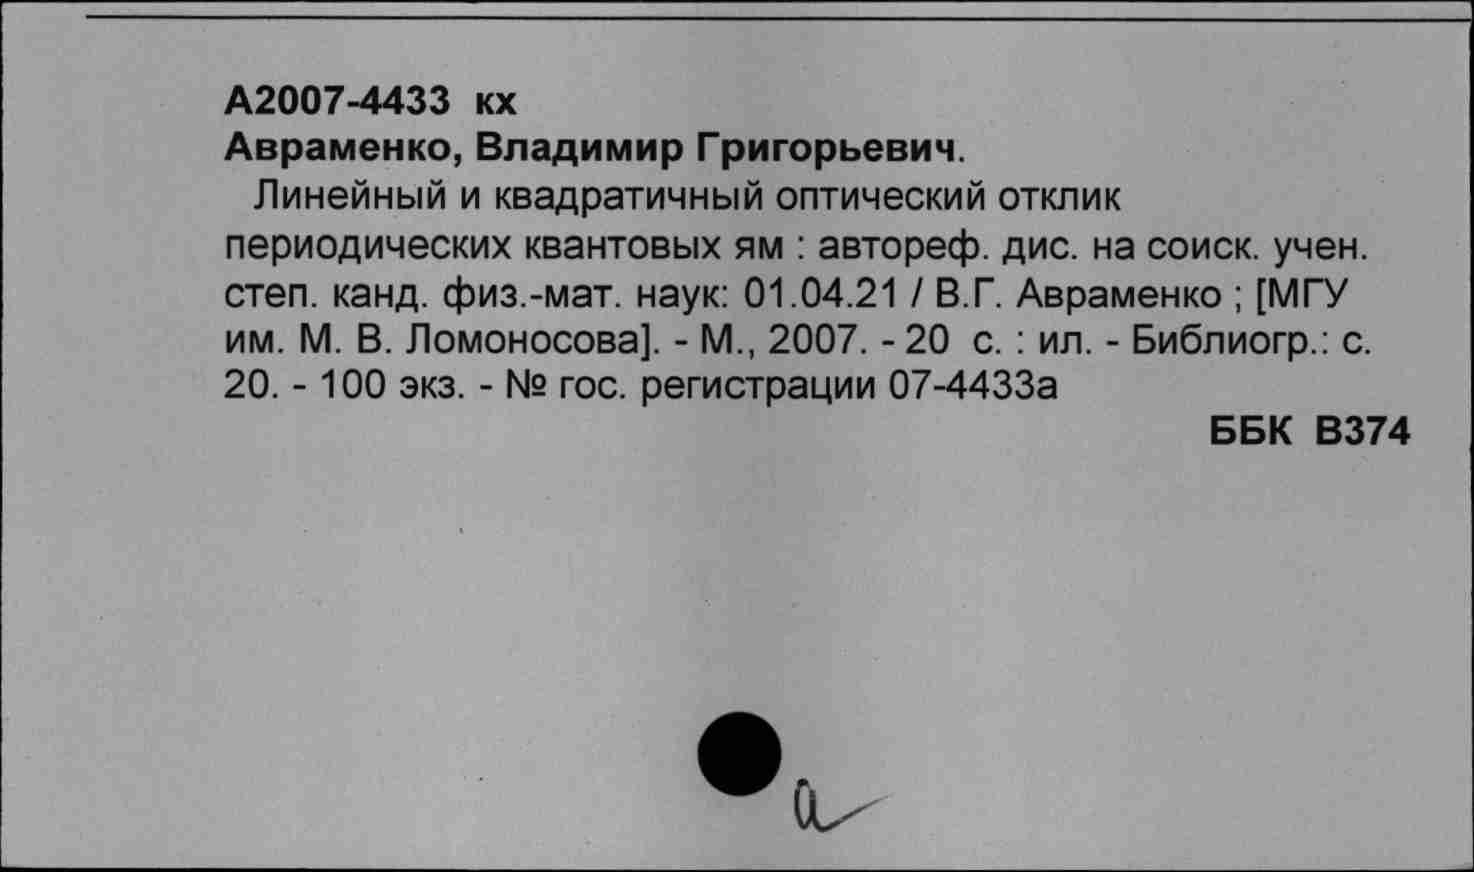 А2007-4433 кх
Авраменко, Владимир Григорьевич.
Линейный и квадратичный оптический отклик
периодических квантовых ям : автореф. дис. на соиск. учен.
степ. канд. физ.-мат. наук: 01.04.21 / В.Г. Авраменко ; [МГУ
им. М. В. Ломоносова]. - М., 2007. - 20 с. : ил. - Библиогр.: с.
20. - 100 экз. - № гос. регистрации 07-4433а
ББК В374